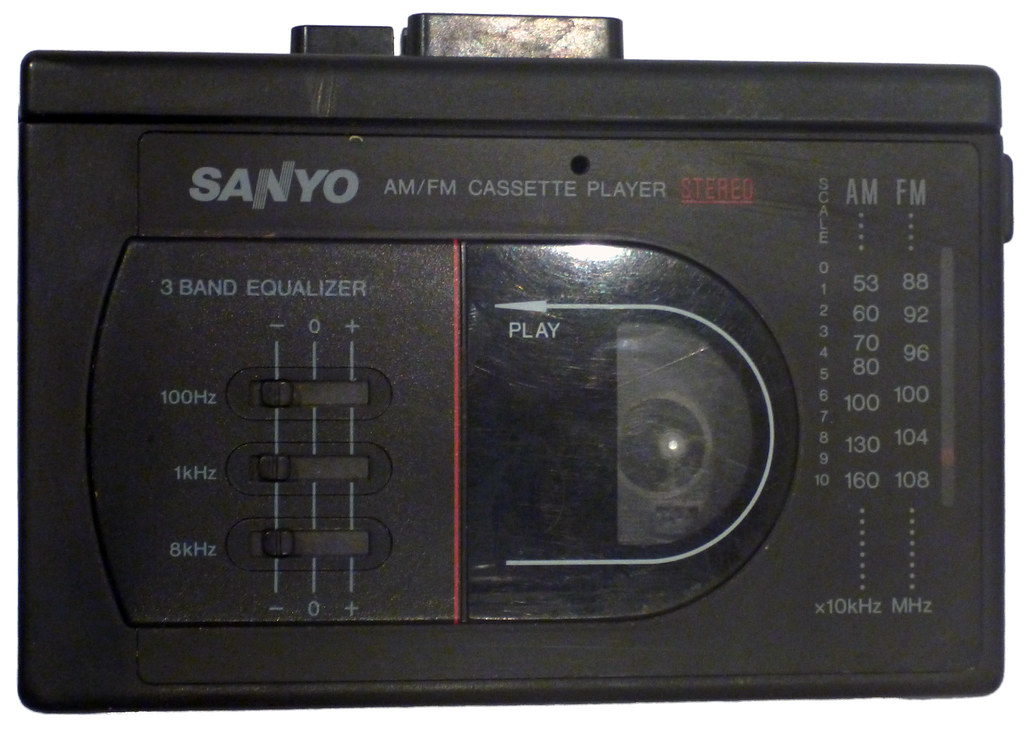 SANYO AM/FM CASSETTE PLAYER STEREO
SCALE AM FM
3 BAND EQUALIZER
- 0 +
100Hz
1kHz
8kHz
- 0 +
PLAY
0
1 53 88
2 60 92
3 70
4 80 96
5
6 100 100
7
8 130 104
9
10 160 108
x10kHz MHz